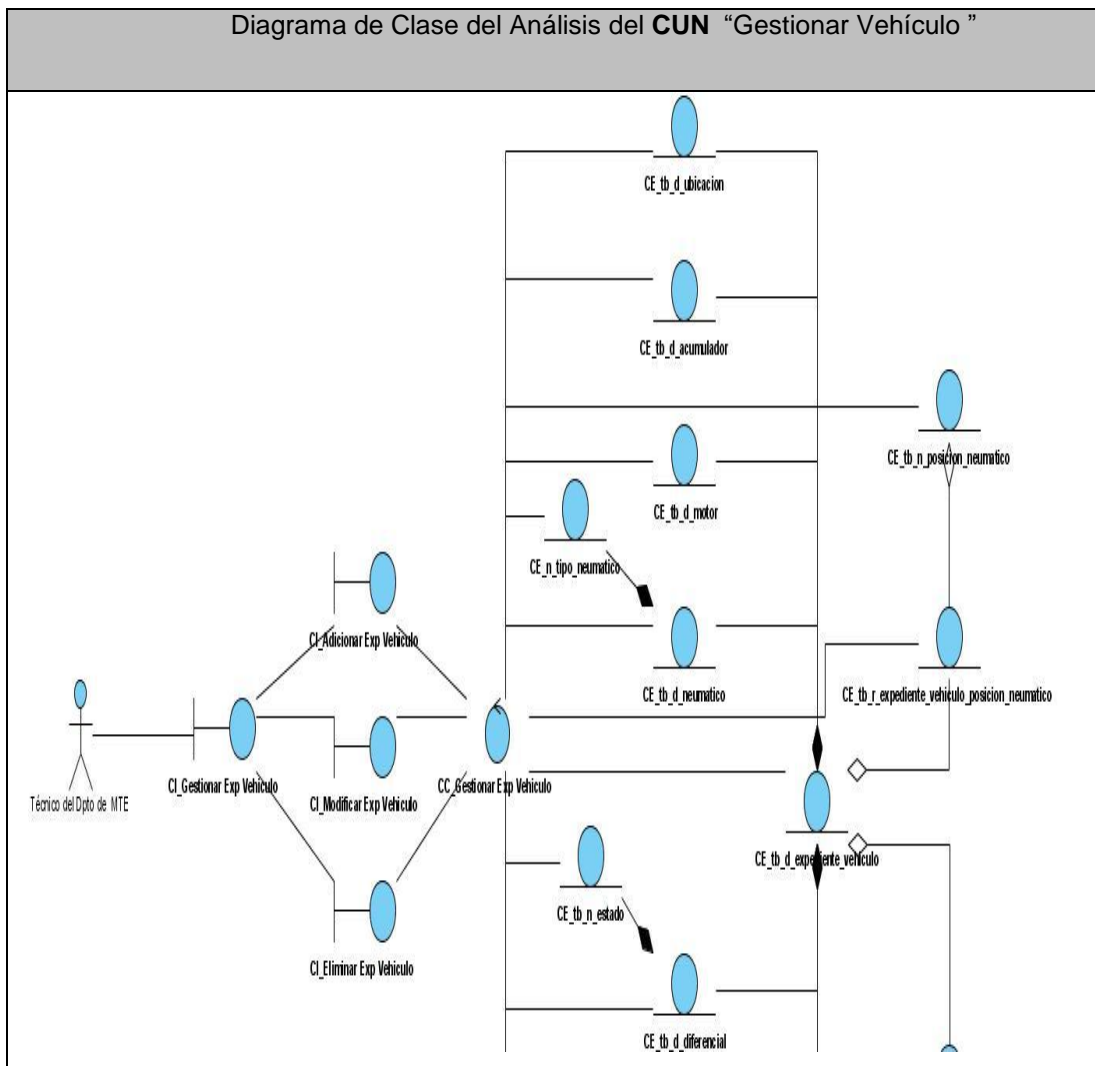 Diagrama de Clase del Análisis del CUN “Gestionar Vehículo ”
CE_tb_d_ubicacion
CE_tb_d_acumulador
CE_tb_n_posicion_neumatico
CE_tb_d_motor
CE_n_tipo_neumatico
CI_Adicionar Exp Vehiculo
CE_tb_d_neumatico
CE_tb_r_expediente_vehiculo_posicion_neumatico
Técnico del Dpto de MTE
CI_Gestionar Exp Vehiculo
CI_Modificar Exp Vehiculo
CC_Gestionar Exp Vehiculo
CE_tb_d_expediente_vehiculo
CE_tb_n_estado
CI_Eliminar Exp Vehiculo
CE_tb_d_diferencial